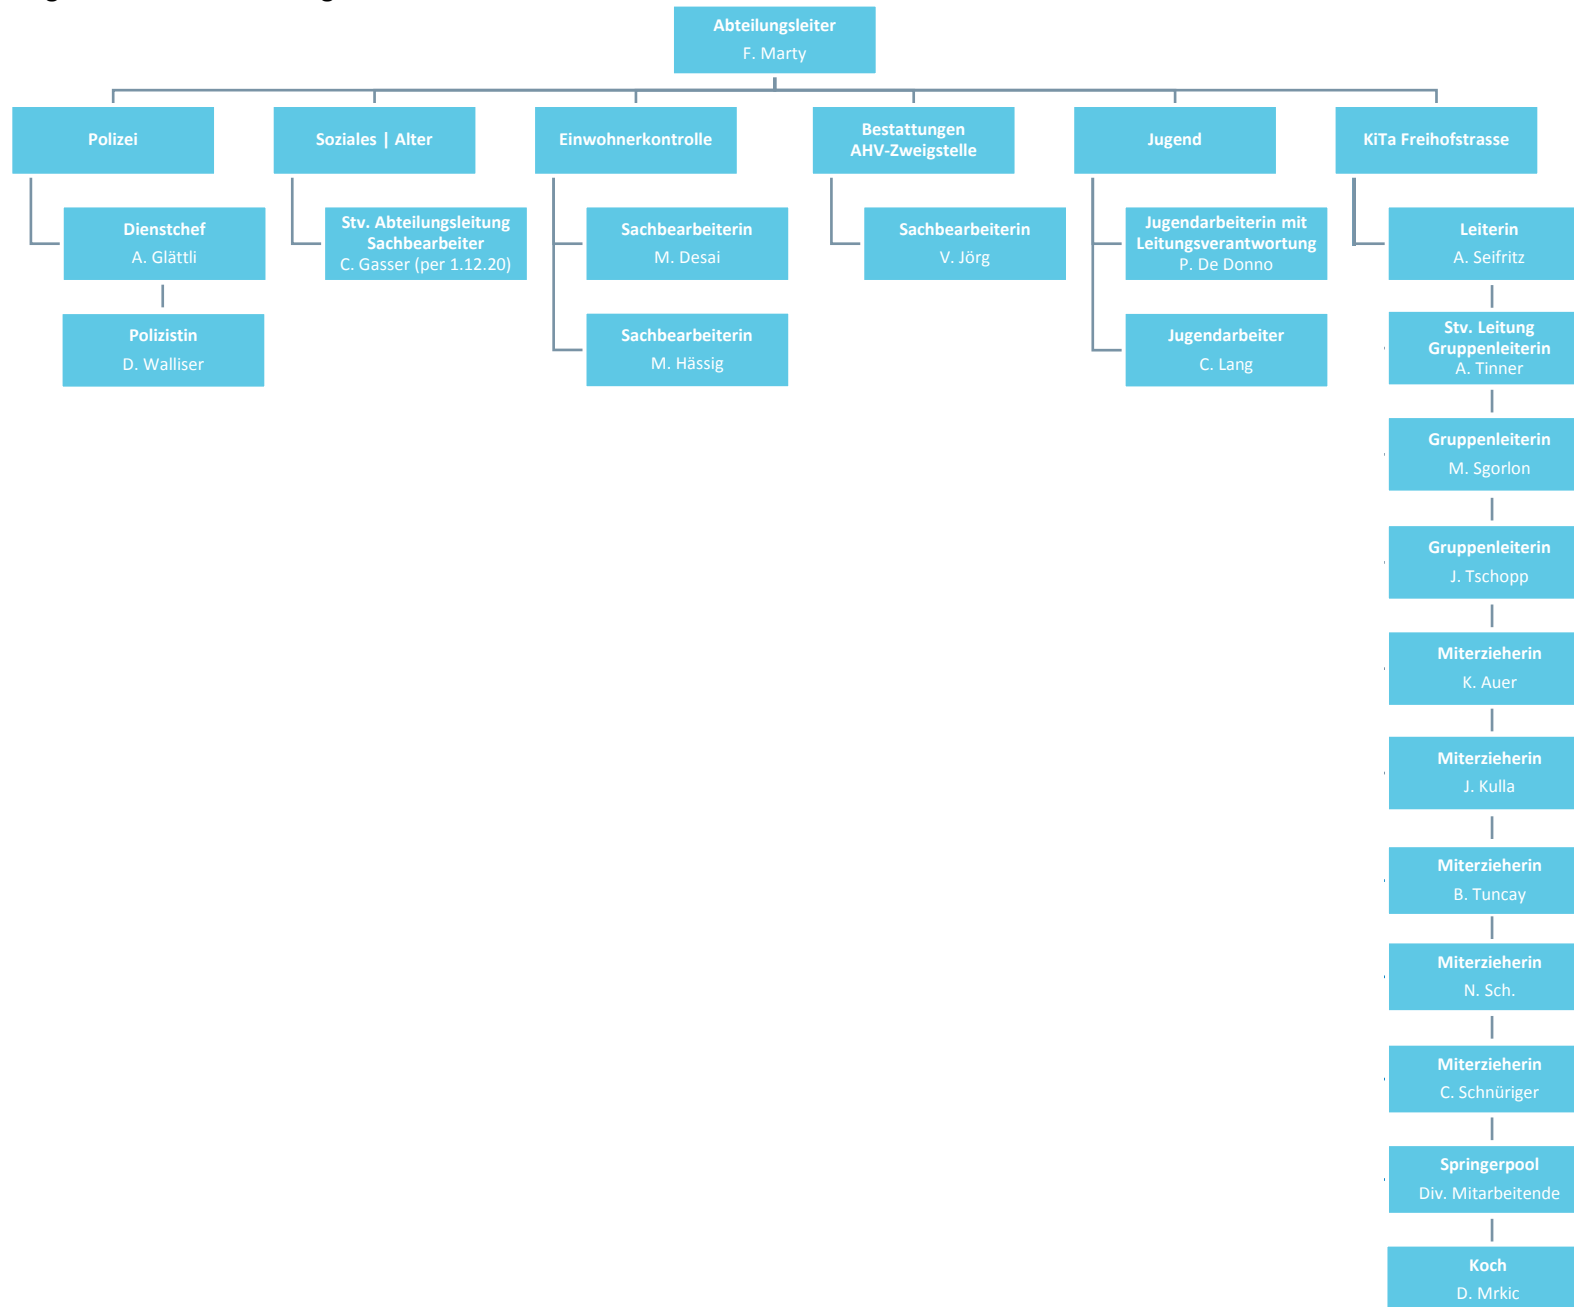 Abteilungsleiter
F. Marty
Polizei
Soziales | Alter
Einwohnerkontrolle
Bestattungen
AHV-Zweigstelle
Jugend
KiTa Freihofstrasse
Dienstchef
A. Glättli
Stv. Abteilungsleitung
Sachbearbeiter
C. Gasser (per 1.12.20)
Sachbearbeiterin
M. Desai
Sachbearbeiterin
V. Jörg
Jugendarbeiterin mit
Leitungsverantwortung
P. De Donno
Leiterin
A. Seifritz
Polizistin
D. Walliser
Sachbearbeiterin
M. Hässig
Jugendarbeiter
C. Lang
Stv. Leitung
Gruppenleiterin
A. Tinner
Gruppenleiterin
M. Sgorlon
Gruppenleiterin
J. Tschopp
Miterzieherin
K. Auer
Miterzieherin
J. Kulla
Miterzieherin
B. Tuncay
Miterzieherin
N. Sch.
Miterzieherin
C. Schnüriger
Springerpool
Div. Mitarbeitende
Koch
D. Mrkic